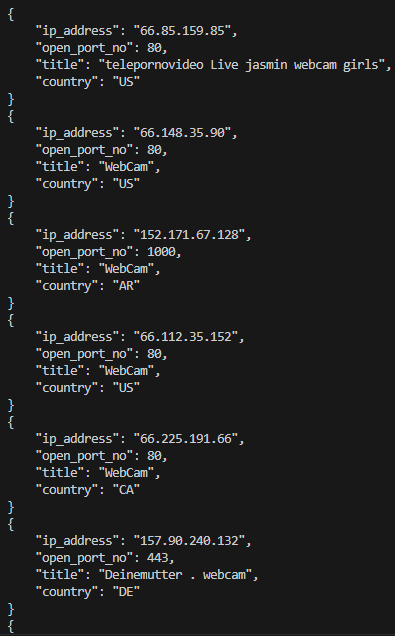 {
"ip_address": "66.85.159.85",
"open_port_no": 80,
"title": "telepornovideo Live jasmin webcam girls",
"country": "US"
}
{
"ip_address": "66.148.35.90",
"open_port_no": 80,
"title": "WebCam",
"country": "US"
}
{
"ip_address": "152.171.67.128",
"open_port_no": 1000,
"title": "WebCam",
"country": "AR"
}
{
"ip_address": "66.112.35.152",
"open_port_no": 80,
"title": "WebCam",
"country": "US"
}
{
"ip_address": "66.225.191.66",
"open_port_no": 80,
"title": "WebCam",
"country": "CA"
}
{
"ip_address": "157.90.240.132",
"open_port_no": 443,
"title": "Deinemutter . webcam",
"country": "DE"
}
{